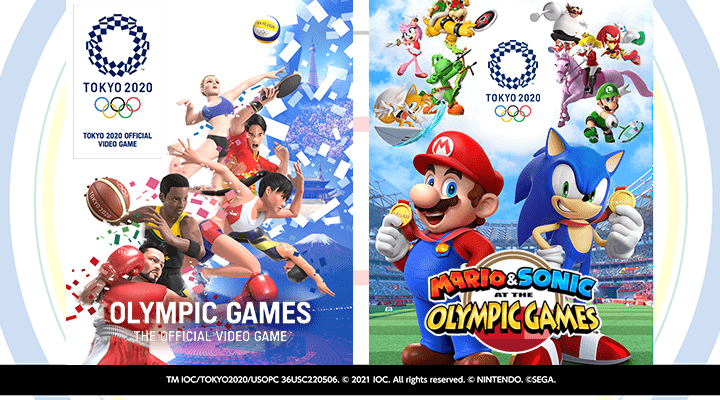 TOKYO 2020
TOKYO 2020 OFFICIAL
VIDEO GAME
OLYMPIC GAMES
THE OFFICIAL VIDEO GAME
TOKYO 2020
M
MARIO & SONIC
AT THE
OLYMPIC GAMES
TM IOC/TOKYO2020/USOPC 36USC220506. © 2021 IOC. All rights reserved. © NINTENDO. ©SEGA.